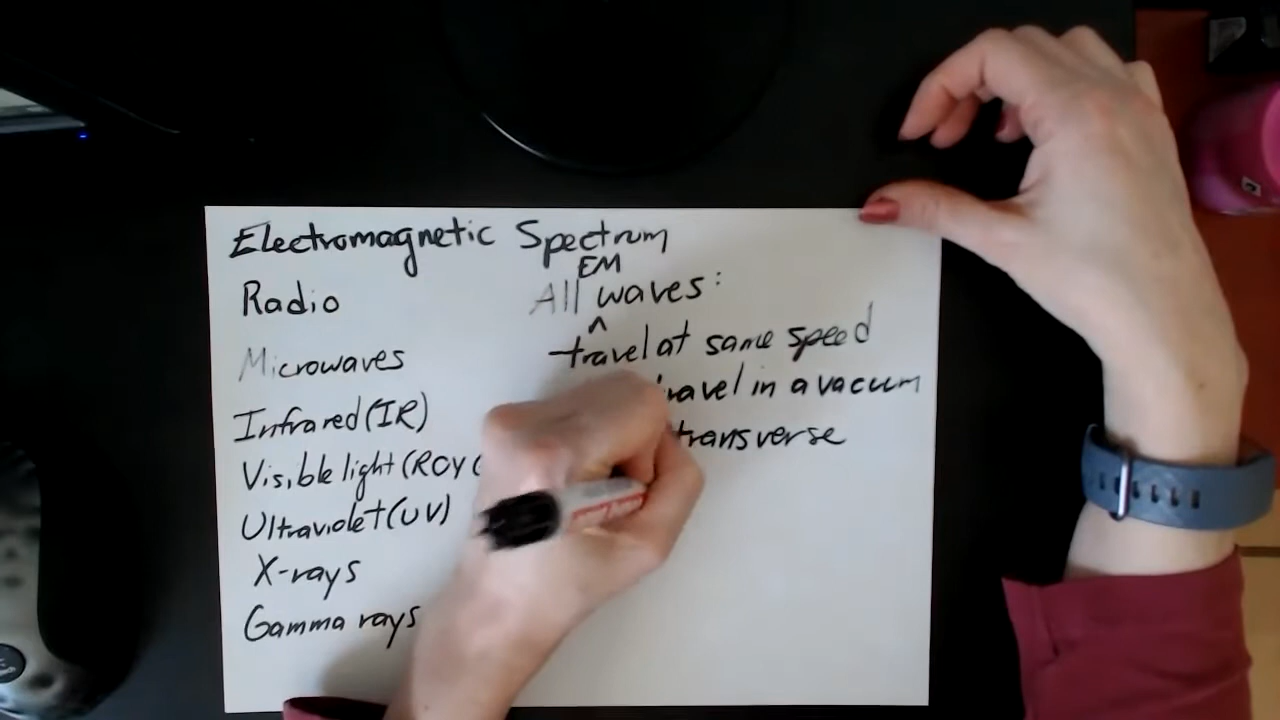 Electromagnetic Spectrum
EM
All waves:
^
Radio
travel at same speed
Microwaves
travel in a vacuum
Infrared (IR)
transverse
Visible light (ROY
Ultraviolet (UV)
X-rays
Gamma rays